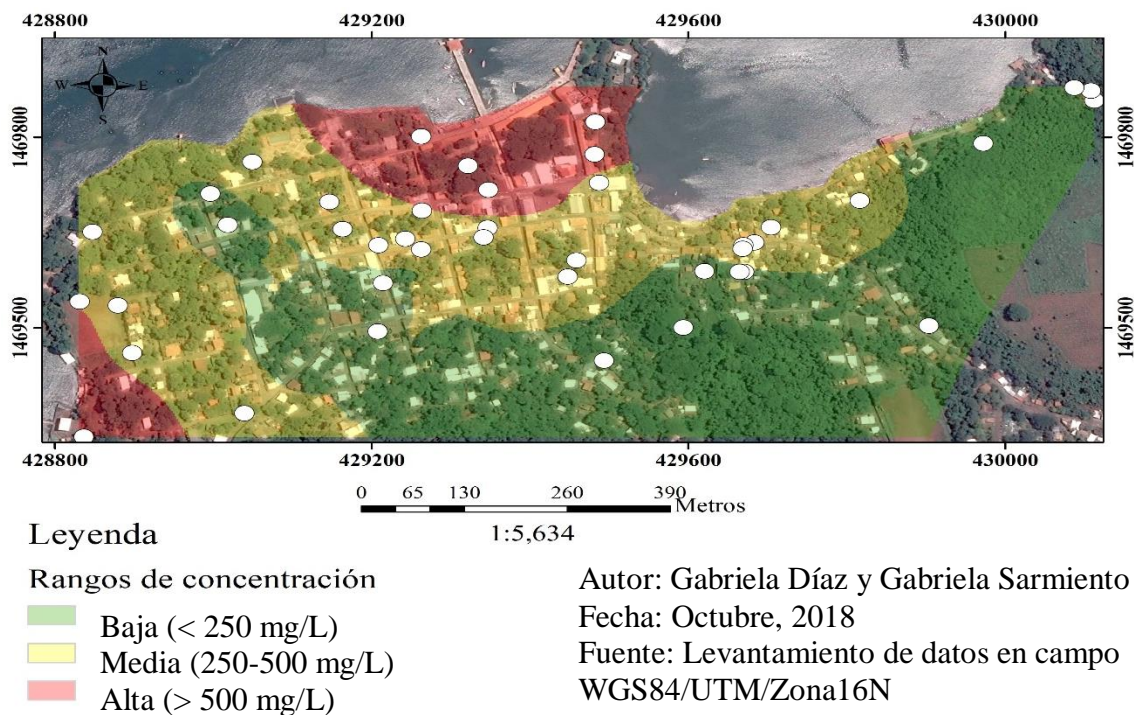 428800 429200 429600 430000
N
W E
S
1469800 1469800
1469500 1469500
428800 429200 429600 430000
0 65 130 260 390
Metros
1:5,634
Leyenda
Rangos de concentración
Baja (< 250 mg/L)
Media (250-500 mg/L)
Alta (> 500 mg/L)
Autor: Gabriela Díaz y Gabriela Sarmiento
Fecha: Octubre, 2018
Fuente: Levantamiento de datos en campo
WGS84/UTM/Zona16N